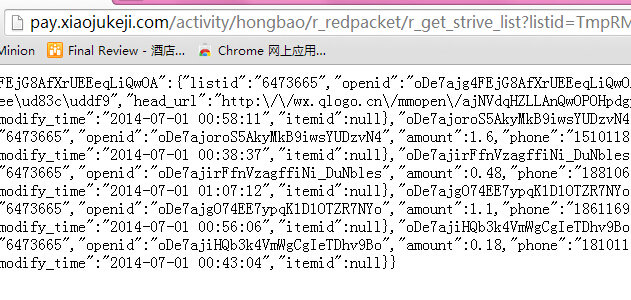 pay.xiaojukeji.com/activity/hongbao/r_redpacket/r_get_strive_list?listid=TmpRM
Minion Final Review - 酒店... Chrome 网上应用...
FEjG8AfXrUEEeqLiQwOA":{"listid":"6473665","openid":"oDe7ajg4FEjG8AfXrUEEeqLiQwO
ee\ud83c\uddf9","head_url":"http:\/\/wx.qlogo.cn\/mmopen\/ajNVdqHZLLAnQwOPOHpdg
modify_time":"2014-07-01 00:58:11","itemid":null},"oDe7ajoroS5AkyMkB9iwsYUDzvN4
"6473665","openid":"oDe7ajoroS5AkyMkB9iwsYUDzvN4","amount":1.6,"phone":"1510118
modify_time":"2014-07-01 00:38:37","itemid":null},"oDe7ajirFfnVzagffiNi_DuNbles
"6473665","openid":"oDe7ajirFfnVzagffiNi_DuNbles","amount":0.48,"phone":"188106
modify_time":"2014-07-01 01:07:12","itemid":null},"oDe7ajgO74EE7ypqK1D1OTZR7NYo
"6473665","openid":"oDe7ajgO74EE7ypqK1D1OTZR7NYo","amount":1.1,"phone":"1861169
modify_time":"2014-07-01 00:56:06","itemid":null},"oDe7ajiHQb3k4VmWgCgIeTDhv9Bo
"6473665","openid":"oDe7ajiHQb3k4VmWgCgIeTDhv9Bo","amount":0.18,"phone":"181011
modify_time":"2014-07-01 00:43:04","itemid":null}}